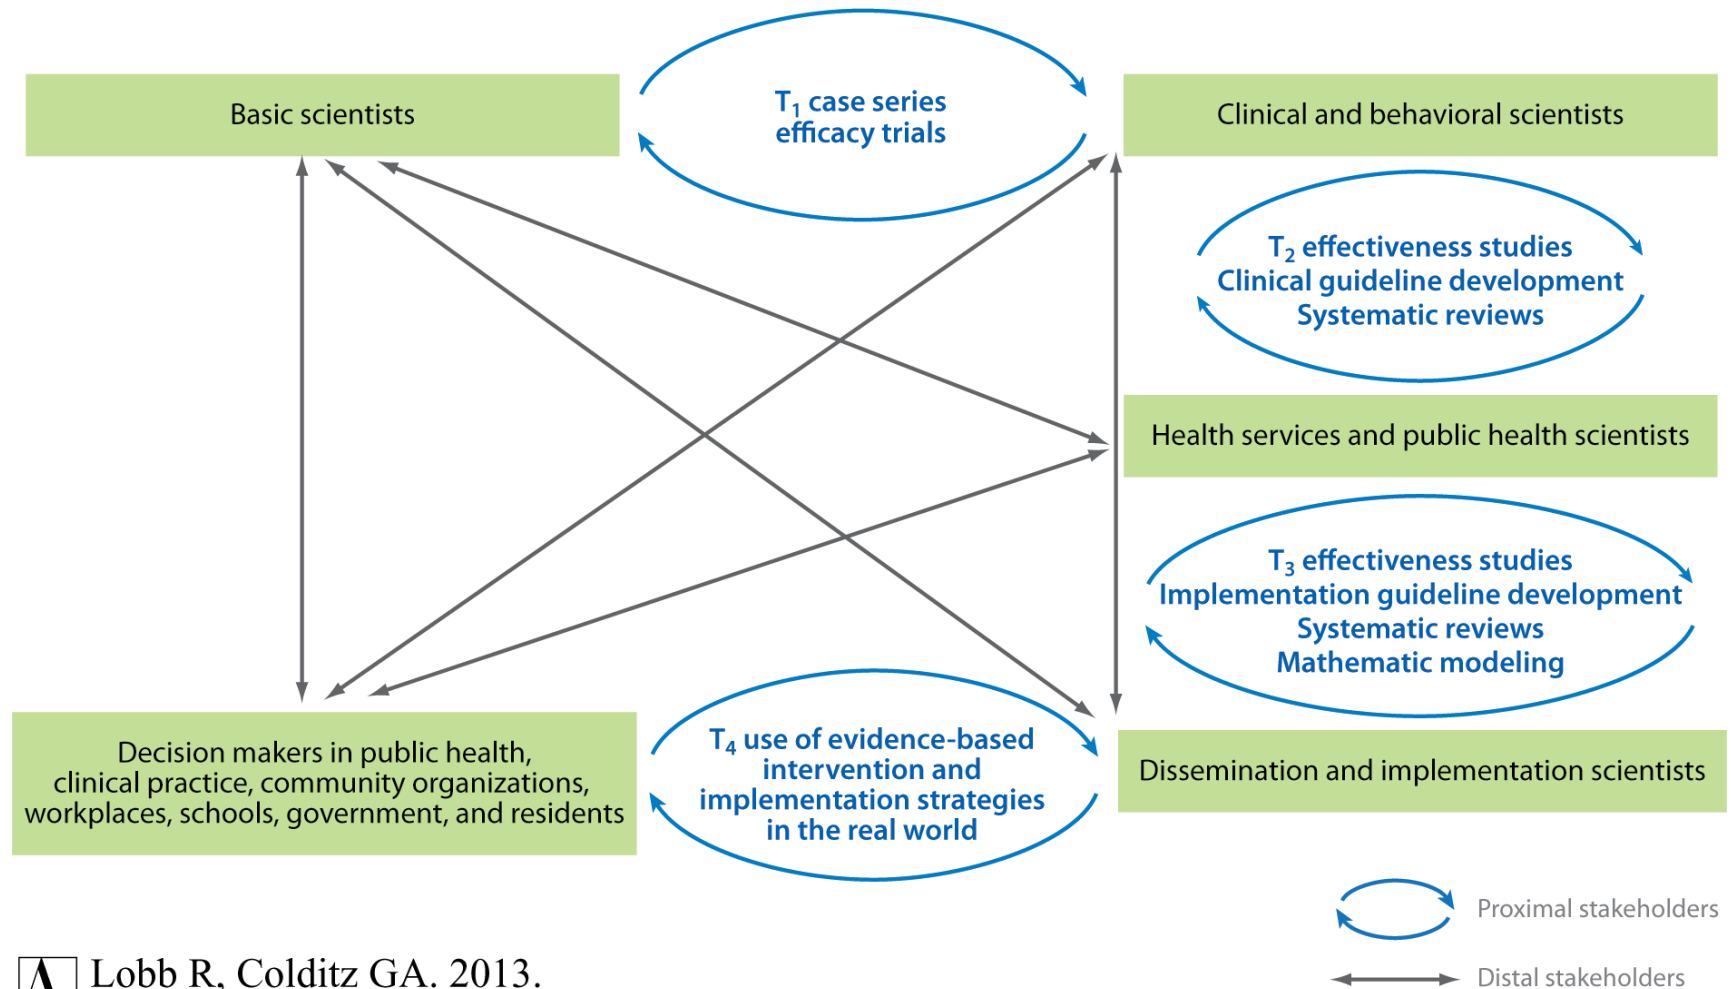 Basic scientists
T₁ case series
efficacy trials
Clinical and behavioral scientists
T₂ effectiveness studies
Clinical guideline development
Systematic reviews
Health services and public health scientists
T₃ effectiveness studies
Implementation guideline development
Systematic reviews
Mathematic modeling
Decision makers in public health,
clinical practice, community organizations,
workplaces, schools, government, and residents
T₄ use of evidence-based
intervention and
implementation strategies
in the real world
Dissemination and implementation scientists
Proximal stakeholders
Distal stakeholders
Lobb R, Colditz GA. 2013.